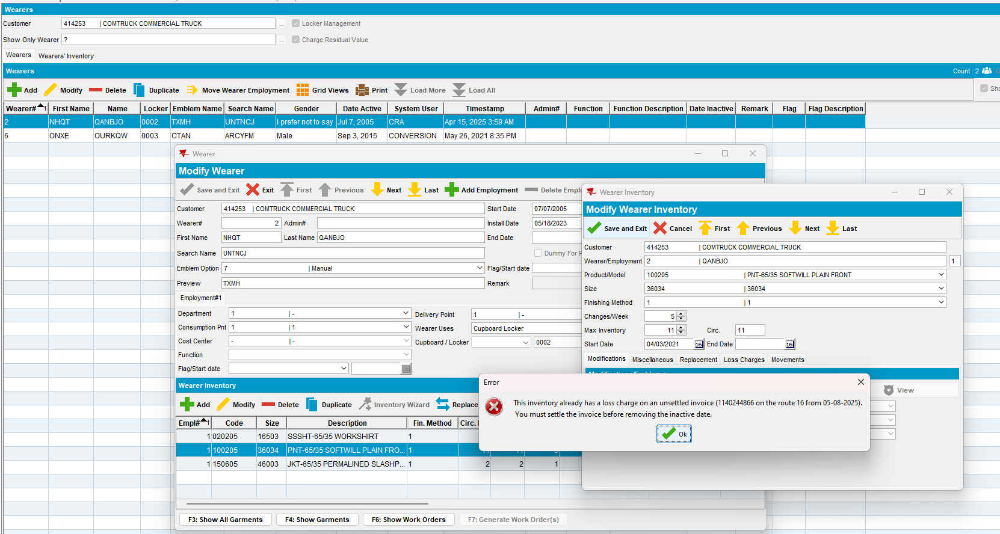 Wearers
Customer 414253 | COMTRUCK COMMERCIAL TRUCK ... Locker Management
Show Only Wearer ? ... Charge Residual Value
Wearers Wearers' Inventory
Wearers Count : 2
Add Modify Delete Duplicate Move Wearer Employment Grid Views Print Load More Load All Sho
Wearer# 1 First Name Name Locker Emblem Name Search Name Gender Date Active System User Timestamp Admin# Function Function Description Date Inactive Remark Flag Flag Description
2 NHQT QANBJO 0002 TXMH UNTNCJ I prefer not to say Jul 7, 2005 CRA Apr 15, 2025 3:59 AM
6 ONXE OURKQW 0003 CTAN ARCYFM Male Sep 3, 2015 CONVERSION May 26, 2021 8:35 PM
Wearer
Modify Wearer
Save and Exit Exit First Previous Next Last Add Employment Delete Emplo
Customer 414253 | COMTRUCK COMMERCIAL TRUCK Start Date 07/07/2005
Wearer# 2 Admin# Install Date 05/18/2023
First Name NHQT Last Name QANBJO End Date
Search Name UNTNCJ Dummy For P
Emblem Option 7 | Manual Flag/Start date
Preview TXMH Remark
Employment#1
Department 1 | - Delivery Point 1 | -
Consumption Pnt 1 | 1 Wearer Uses Cupboard Locker
Cost Center - | - Cupboard / Locker 0002
Function
Flag/Start date 16
Wearer Inventory
Add Modify Delete Duplicate Inventory Wizard Replace
Empl# 1 Code Size Description Fin. Method Circ.
1 020205 16503 SSSHT-65/35 WORKSHIRT 1
1 100205 36034 PNT-65/35 SOFTWILL PLAIN FRO... 1
1 150605 46003 JKT-65/35 PERMALINED SLASHP... 1 2 2 1
F3: Show All Garments F4: Show Garments F6: Show Work Orders F7: Generate Work Order(s)
Wearer Inventory
Modify Wearer Inventory
Save and Exit Cancel First Previous Next Last
Customer 414253 | COMTRUCK COMMERCIAL TRUCK
Wearer/Employment 2 | QANBJO 1
Product/Model 100205 | PNT-65/35 SOFTWILL PLAIN FRONT
Size 36034 | 36034
Finishing Method 1 | 1
Changes/Week 5
Max Inventory 11 Circ. 11
Start Date 04/03/2021 16 End Date 16
Modifications Miscellaneous Replacement Loss Charges Movements
View
Error
This inventory already has a loss charge on an unsettled invoice (1140244866 on the route 16 from 05-08-2025).
You must settle the invoice before removing the inactive date.
Ok